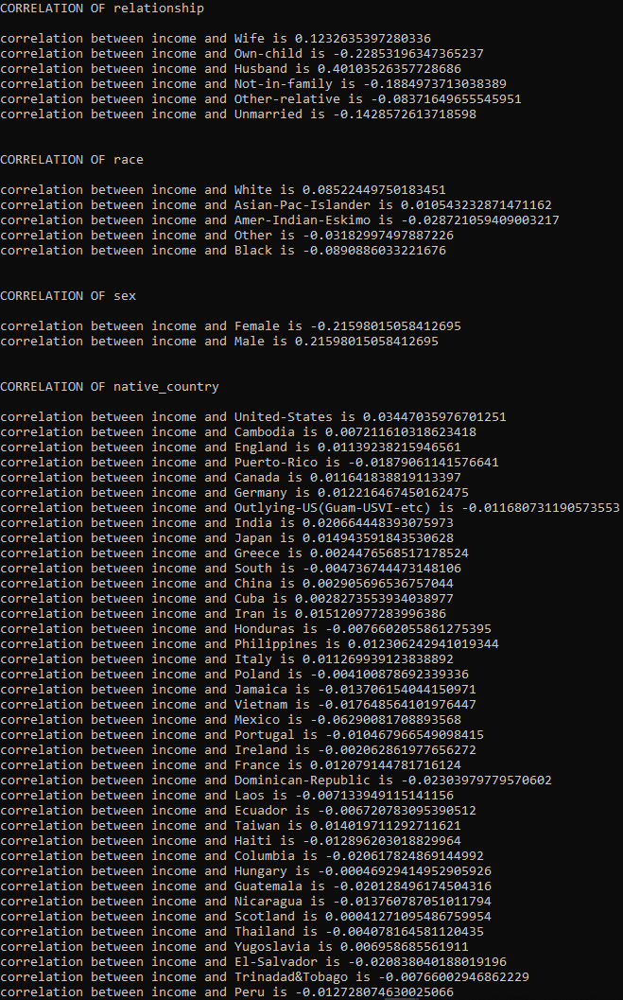 CORRELATION OF relationship
correlation between income and Wife is 0.1232635397280336
correlation between income and Own-child is -0.22853196347365237
correlation between income and Husband is 0.40103526357728686
correlation between income and Not-in-family is -0.1884973713038389
correlation between income and Other-relative is -0.08371649655545951
correlation between income and Unmarried is -0.1428572613718598
CORRELATION OF race
correlation between income and White is 0.08522449750183451
correlation between income and Asian-Pac-Islander is 0.010543232871471162
correlation between income and Amer-Indian-Eskimo is -0.028721059409003217
correlation between income and Other is -0.03182997497887226
correlation between income and Black is -0.0890886033221676
CORRELATION OF sex
correlation between income and Female is -0.21598015058412695
correlation between income and Male is 0.21598015058412695
CORRELATION OF native_country
correlation between income and United-States is 0.03447035976701251
correlation between income and Cambodia is 0.007211610318623418
correlation between income and England is 0.01139238215946561
correlation between income and Puerto-Rico is -0.01879061141576641
correlation between income and Canada is 0.011641838819113397
correlation between income and Germany is 0.012216467450162475
correlation between income and Outlying-US(Guam-USVI-etc) is -0.011680731190573553
correlation between income and India is 0.020664448393075973
correlation between income and Japan is 0.014943591843530628
correlation between income and Greece is 0.0024476568517178524
correlation between income and South is -0.004736744473148106
correlation between income and China is 0.002905696536757044
correlation between income and Cuba is 0.0028273553934038977
correlation between income and Iran is 0.015120977283996386
correlation between income and Honduras is -0.0076602055861275395
correlation between income and Philippines is 0.012306242941019344
correlation between income and Italy is 0.011269939123838892
correlation between income and Poland is -0.004100878692339336
correlation between income and Jamaica is -0.013706154044150971
correlation between income and Vietnam is -0.017648564101976447
correlation between income and Mexico is -0.06290081708893568
correlation between income and Portugal is -0.010467966549098415
correlation between income and Ireland is -0.002062861977656272
correlation between income and France is 0.012079144781716124
correlation between income and Dominican-Republic is -0.02303979779570602
correlation between income and Laos is -0.007133949115141156
correlation between income and Ecuador is -0.006720783095390512
correlation between income and Taiwan is 0.014019711292711621
correlation between income and Haiti is -0.012896203018829964
correlation between income and Columbia is -0.020617824869144992
correlation between income and Hungary is -0.00046929414952905926
correlation between income and Guatemala is -0.020128496174504316
correlation between income and Nicaragua is -0.013760787051011794
correlation between income and Scotland is 0.00041271095486759954
correlation between income and Thailand is -0.004078164581120435
correlation between income and Yugoslavia is 0.006958685561911
correlation between income and El-Salvador is -0.020838040188019196
correlation between income and Trinadad&Tobago is -0.00766002946862229
correlation between income and Peru is -0.012728074630025066